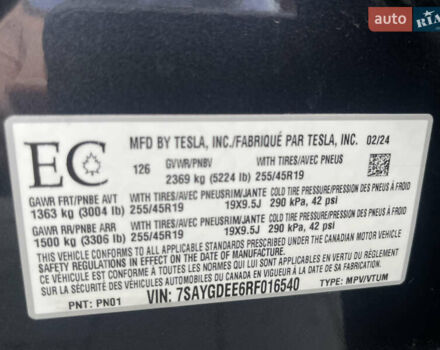 auto RIA
EC
MFD BY TESLA, INC./FABRIQUÉ PAR TESLA, INC. 02/24
126 GVWR/PNBV WITH TIRES/AVEC PNEUS
2369 kg (5224 lb) 255/45R19
GAWR FRT/PNBE AVT WITH TIRES/AVEC PNEUS RIM/JANTE COLD TIRE PRESSURE/PRESSION DES PNEUS À FROID
1363 kg (3004 lb) 255/45R19 19X9.5J 290 kPa, 42 psi
GAWR RR/PNBE ARR WITH TIRES/AVEC PNEUS RIM/JANTE COLD TIRE PRESSURE/PRESSION DES PNEUS À FROID
1500 kg (3306 lb) 255/45R19 19X9.5J 290 kPa, 42 psi
THIS VEHICLE CONFORMS TO ALL APPLICABLE STANDARDS PRESCRIBED UNDER THE CANADIAN MOTOR VEHICLE
SAFETY REGULATIONS IN EFFECT ON THE DATE OF MANUFACTURE
CE VÉHICULE EST CONFORME À TOUTES LES NORMES QUI LUI SONT APPLICABLES EN VERTU DU RÈGLEMENT
SUR LA SÉCURITÉ DES VÉHICULES AUTOMOBILES DU CANADA EN VIGUEUR À LA DATE DE SA FABRICATION
PNT: PN01 VIN: 7SAYGDEE6RF016540 TYPE: MPV/VTUM